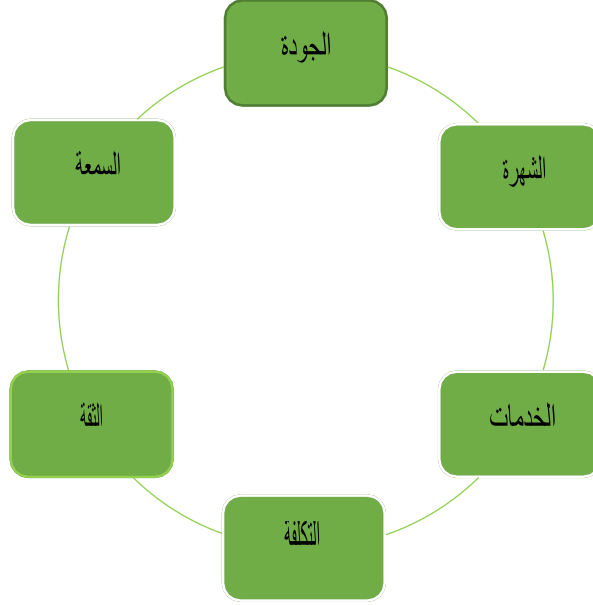 الجودة
الشهرة
السمعة
الخدمات
الثقة
التكلفة